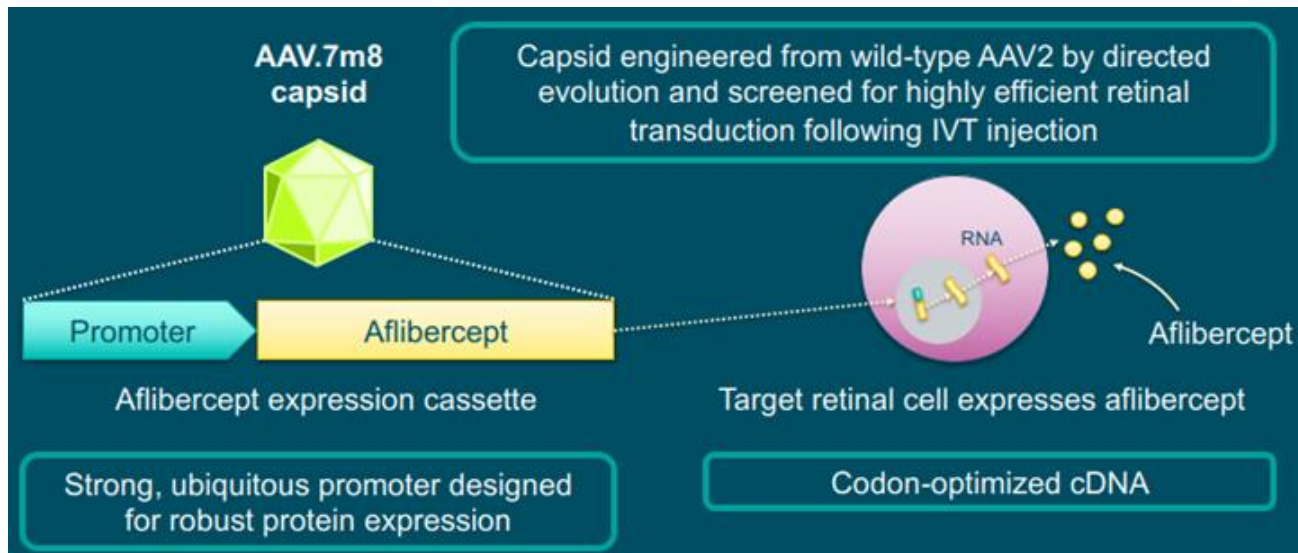 AAV.7m8
capsid
Capsid engineered from wild-type AAV2 by directed
evolution and screened for highly efficient retinal
transduction following IVT injection
RNA
Promoter
Aflibercept
Aflibercept
Aflibercept expression cassette
Target retinal cell expresses aflibercept
Strong, ubiquitous promoter designed
for robust protein expression
Codon-optimized cDNA